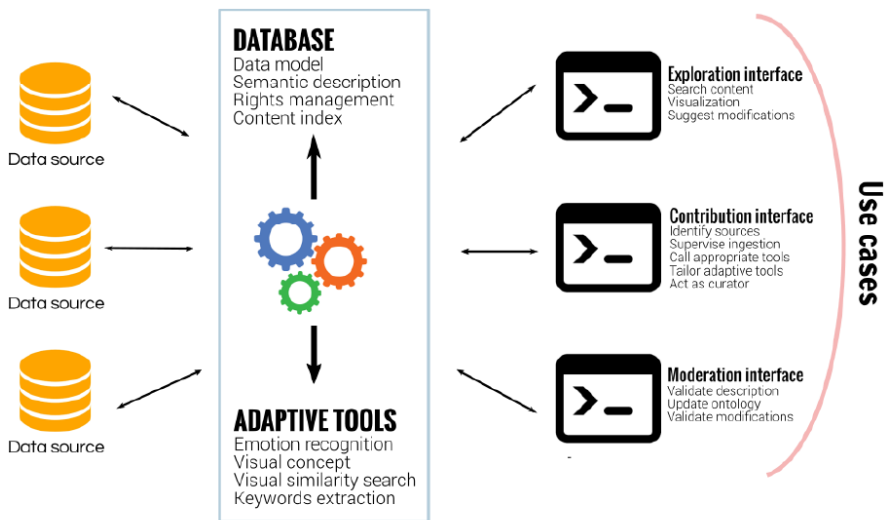 Data source
Data source
Data source
DATABASE
Data model
Semantic description
Rights management
Content index
ADAPTIVE TOOLS
Emotion recognition
Visual concept
Visual similarity search
Keywords extraction
Exploration interface
Search content
Visualization
Suggest modifications
Contribution interface
Identify sources
Supervise ingestion
Call appropriate tools
Tailor adaptive tools
Act as curator
Moderation interface
Validate description
Update ontology
Validate modifications
Use cases